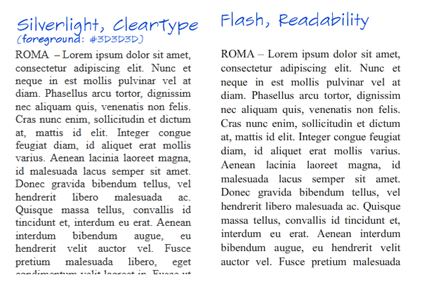 Silverlight, ClearType
(foreground: #3D3D3D)
ROMA – Lorem ipsum dolor sit amet,
consectetur adipiscing elit. Nunc et
neque in est mollis pulvinar vel at
diam. Phasellus arcu tortor, dignissim
nec aliquam quis, venenatis non felis.
Cras nunc enim, sollicitudin et dictum
at, mattis id elit. Integer congue
feugiat diam, id aliquet erat mollis
varius. Aenean lacinia laoreet magna,
id malesuada lacus semper sit amet.
Donec gravida bibendum tellus, vel
hendrerit libero malesuada ac.
Quisque massa tellus, convallis id
tincidunt et, interdum eu erat. Aenean
interdum bibendum augue, eu
hendrerit velit auctor vel. Fusce
pretium malesuada libero, eget
condimentum velit laoreet in. Fusce ut
Flash, Readability
ROMA – Lorem ipsum dolor sit amet,
consectetur adipiscing elit. Nunc et
neque in est mollis pulvinar vel at
diam. Phasellus arcu tortor, dignissim
nec aliquam quis, venenatis non felis.
Cras nunc enim, sollicitudin et dictum
at, mattis id elit. Integer congue feugiat
diam, id aliquet erat mollis varius.
Aenean lacinia laoreet magna, id
malesuada lacus semper sit amet. Donec
gravida bibendum tellus, vel hendrerit
libero malesuada ac. Quisque massa
tellus, convallis id tincidunt et,
interdum eu erat. Aenean interdum
bibendum augue, eu hendrerit velit
auctor vel. Fusce pretium malesuada